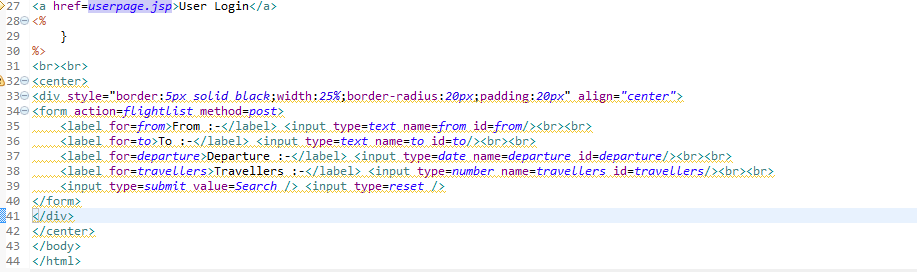 27 <a href=userpage.jsp>User Login</a>
28 <%
29     }
30 %>
31 <br><br>
32 <center>
33 <div style="border:5px solid black;width:25%;border-radius:20px;padding:20px" align="center">
34 <form action=flightlist method=post>
35     <label for=from>From :-</label> <input type=text name=from id=from/><br><br>
36     <label for=to>To :-</label> <input type=text name=to id=to/><br><br>
37     <label for=departure>Departure :-</label> <input type=date name=departure id=departure/><br><br>
38     <label for=travellers>Travellers :-</label> <input type=number name=travellers id=travellers/><br><br>
39     <input type=submit value=Search /> <input type=reset />
40 </form>
41 </div>
42 </center>
43 </body>
44 </html>